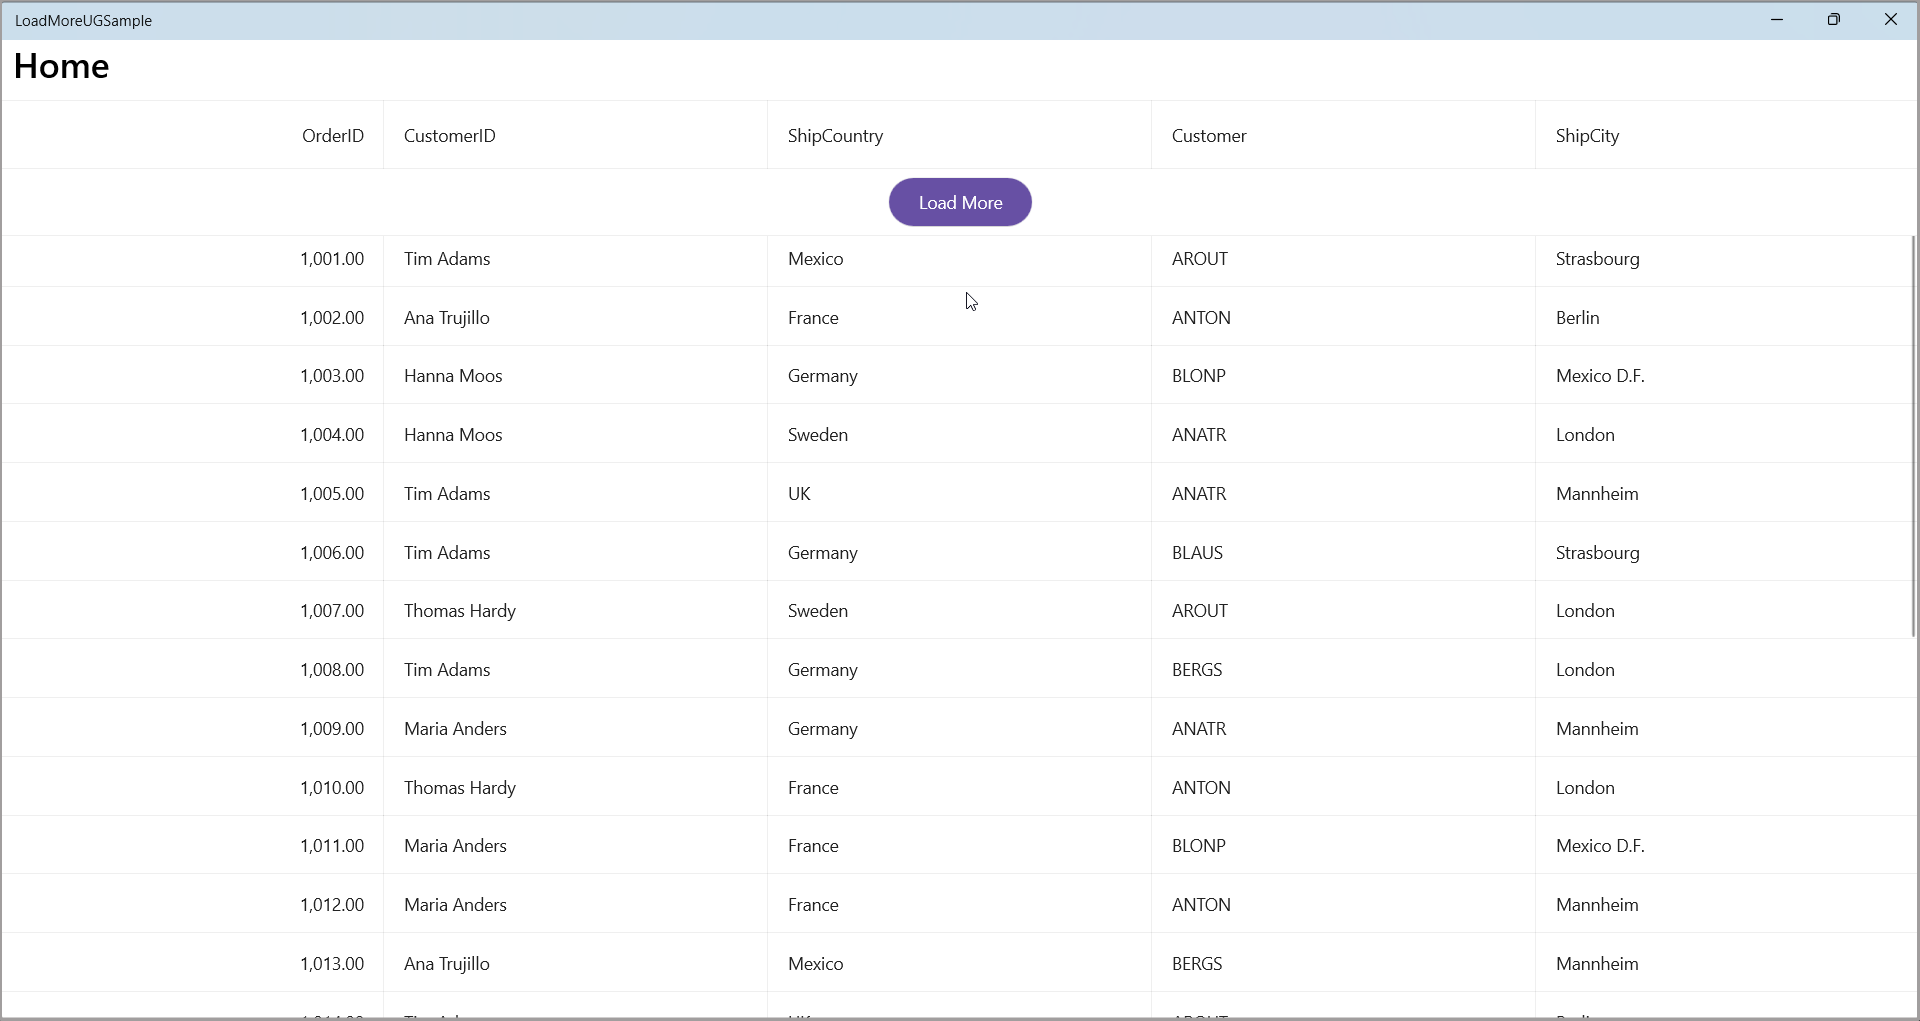 LoadMoreUGSample
Home
OrderID CustomerID ShipCountry Customer ShipCity
Load More
1,001.00 Tim Adams Mexico AROUT Strasbourg
1,002.00 Ana Trujillo France ANTON Berlin
1,003.00 Hanna Moos Germany BLONP Mexico D.F.
1,004.00 Hanna Moos Sweden ANATR London
1,005.00 Tim Adams UK ANATR Mannheim
1,006.00 Tim Adams Germany BLAUS Strasbourg
1,007.00 Thomas Hardy Sweden AROUT London
1,008.00 Tim Adams Germany BERGS London
1,009.00 Maria Anders Germany ANATR Mannheim
1,010.00 Thomas Hardy France ANTON London
1,011.00 Maria Anders France BLONP Mexico D.F.
1,012.00 Maria Anders France ANTON Mannheim
1,013.00 Ana Trujillo Mexico BERGS Mannheim